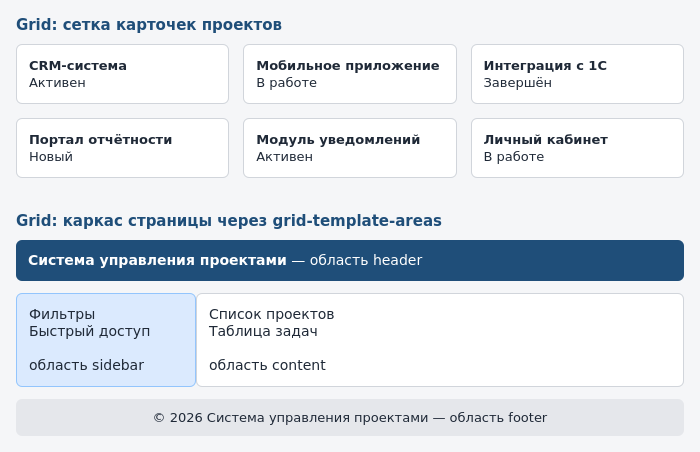 Grid: сетка карточек проектов
CRM-система
Активен
Мобильное приложение
В работе
Интеграция с 1С
Завершён
Портал отчётности
Новый
Модуль уведомлений
Активен
Личный кабинет
В работе
Grid: каркас страницы через grid-template-areas
Система управления проектами — область header
Фильтры
Быстрый доступ
область sidebar
Список проектов
Таблица задач
область content
© 2026 Система управления проектами — область footer